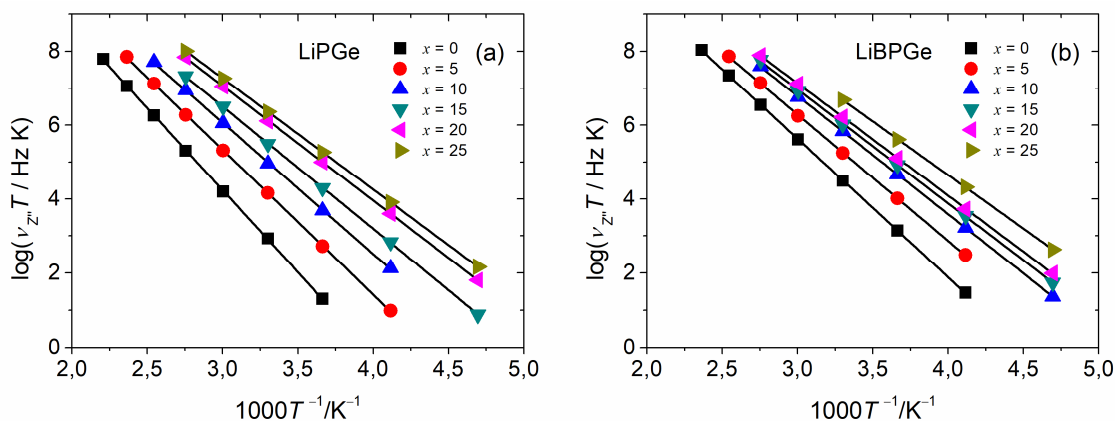 LiPGe
(a)
x = 0
x = 5
x = 10
x = 15
x = 20
x = 25
log(νZ″T / Hz K)
8
6
4
2
0
2,0 2,5 3,0 3,5 4,0 4,5 5,0
1000T⁻¹/K⁻¹
LiBPGe
(b)
x = 0
x = 5
x = 10
x = 15
x = 20
x = 25
log(νZ″T / Hz K)
8
6
4
2
0
2,0 2,5 3,0 3,5 4,0 4,5 5,0
1000T⁻¹/K⁻¹